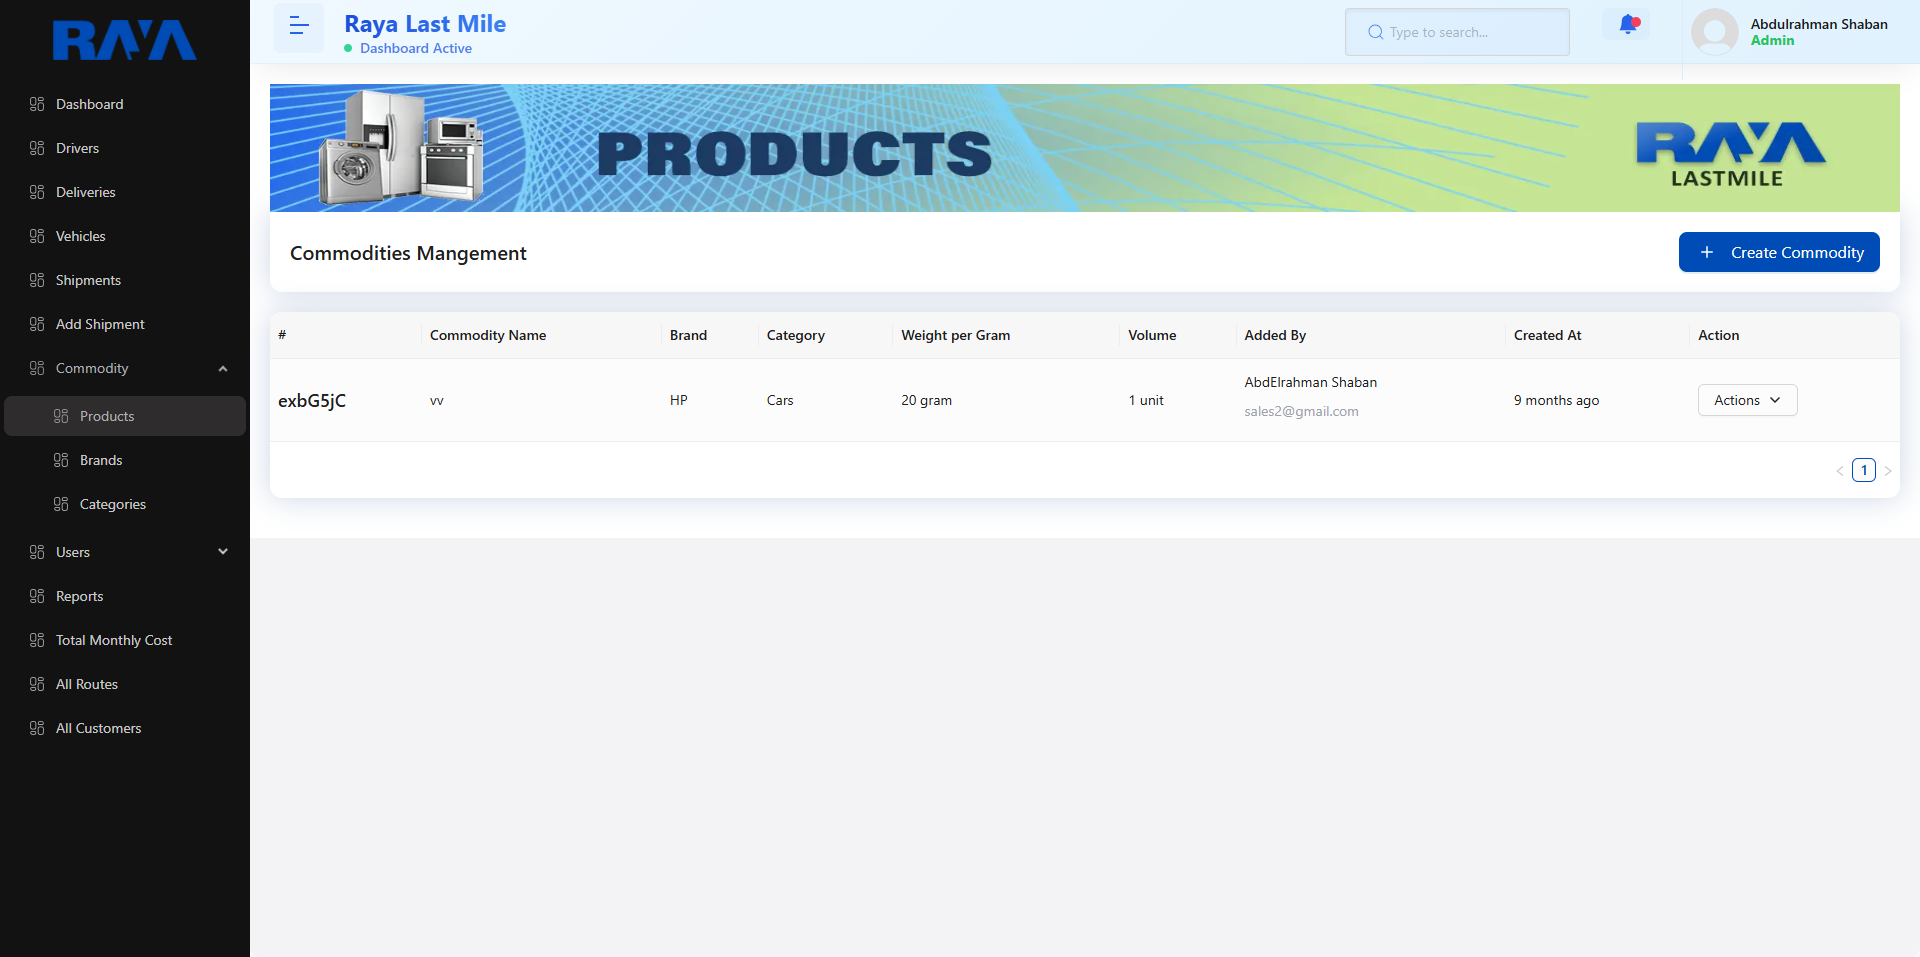 RAYA
Dashboard
Drivers
Deliveries
Vehicles
Shipments
Add Shipment
Commodity
Products
Brands
Categories
Users
Reports
Total Monthly Cost
All Routes
All Customers
Raya Last Mile
Dashboard Active
Type to search...
Abdulrahman Shaban
Admin
PRODUCTS
RAYA
LASTMILE
Commodities Mangement
+ Create Commodity
# Commodity Name Brand Category Weight per Gram Volume Added By Created At Action
exbG5jC vv HP Cars 20 gram 1 unit AbdElrahman Shaban 9 months ago Actions
sales2@gmail.com
< 1 >